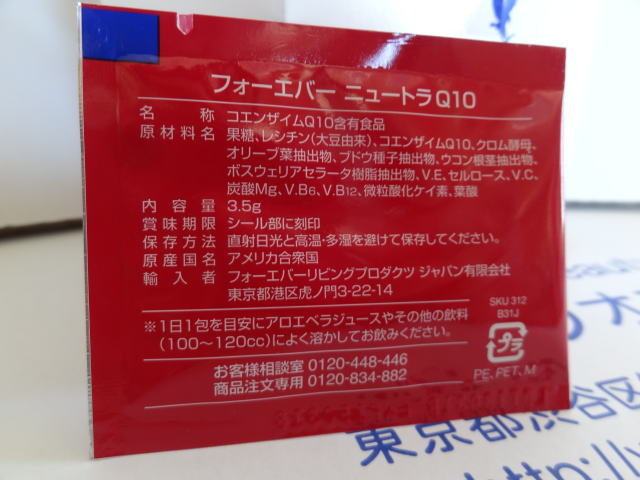 フォーエバー ニュートラQ10
名称 コエンザイムQ10含有食品
原材料名 果糖、レシチン(大豆由来)、コエンザイムQ10、クロム酵母、
オリーブ葉抽出物、ブドウ種子抽出物、ウコン根茎抽出物、
ボスウェリアセラータ樹脂抽出物、V.E、セルロース、V.C、
炭酸Mg、V.B6、V.B12、微粒酸化ケイ素、葉酸
内容量 3.5g
賞味期限 シール部に刻印
保存方法 直射日光と高温・多湿を避けて保存してください。
原産国名 アメリカ合衆国
輸入者 フォーエバーリビングプロダクツ ジャパン有限会社
東京都港区虎ノ門3-22-14
SKU 312
B31J
※1日1包を目安にアロエベラジュースやその他の飲料
(100〜120cc)によく溶かしてお飲みください。
プラ
PE, PET, M
お客様相談室 0120-448-446
商品注文専用 0120-834-882
東京都渋谷区
http://